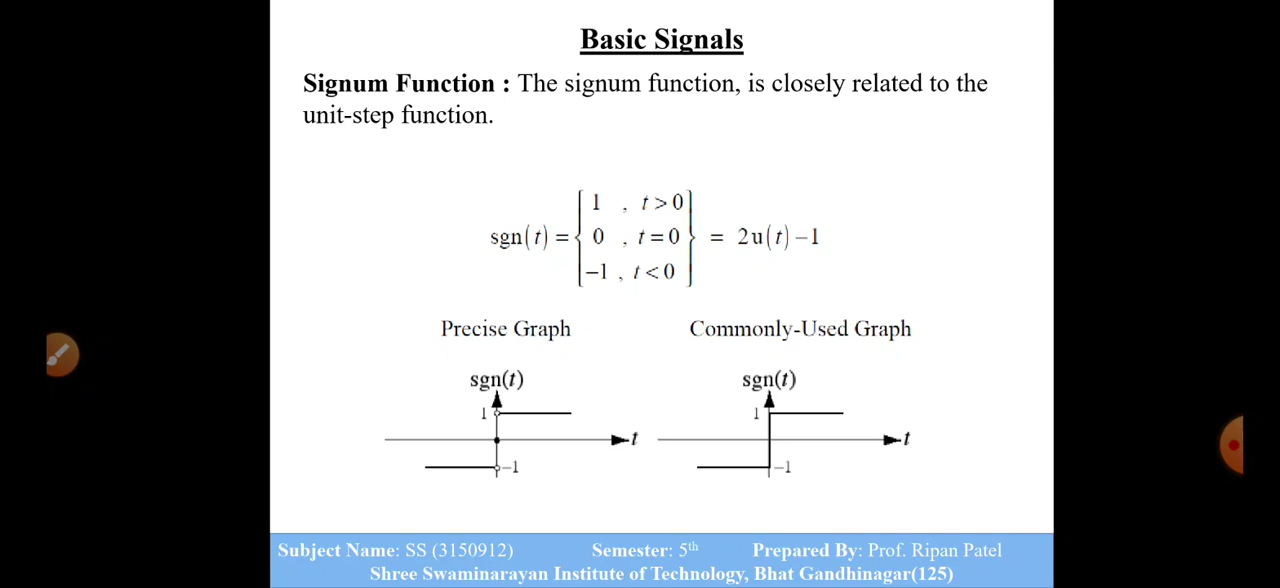 Basic Signals
Signum Function : The signum function, is closely related to the
unit-step function.
sgn(t) = { 1 , t > 0
0 , t = 0
−1 , t < 0 } = 2u(t) − 1
Precise Graph Commonly-Used Graph
sgn(t) sgn(t)
1 1
t t
−1 −1
Subject Name: SS (3150912) Semester: 5th Prepared By: Prof. Ripan Patel
Shree Swaminarayan Institute of Technology, Bhat Gandhinagar(125)